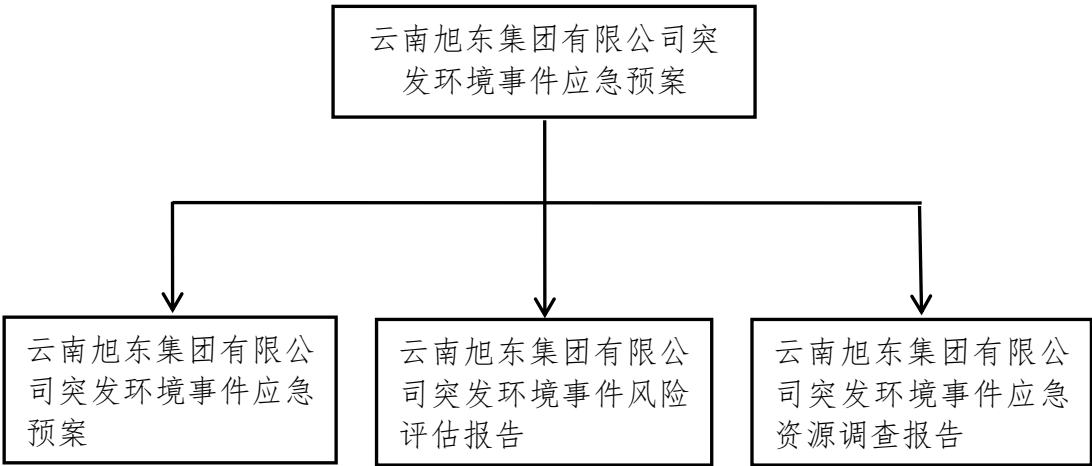 云南旭东集团有限公司突
发环境事件应急预案
云南旭东集团有限公
司突发环境事件应急
预案
云南旭东集团有限公
司突发环境事件风险
评估报告
云南旭东集团有限公
司突发环境事件应急
资源调查报告